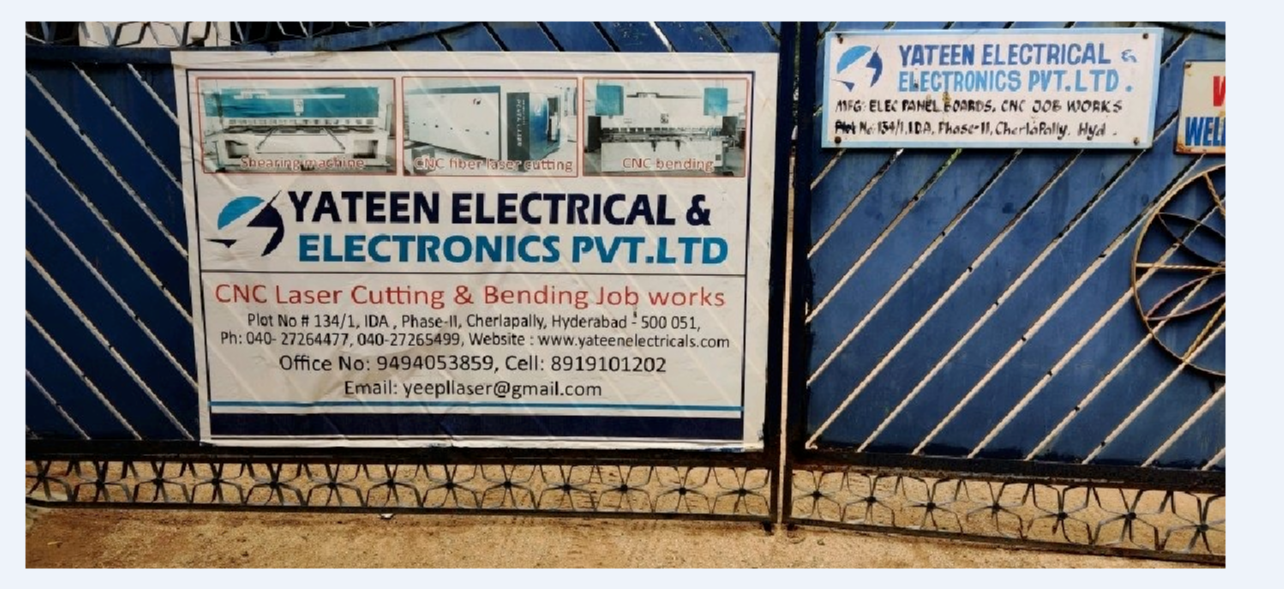 Shearing machine
CNC fiber laser cutting
CNC bending
YATEEN ELECTRICAL &
ELECTRONICS PVT.LTD
CNC Laser Cutting & Bending Job works
Plot No # 134/1, IDA , Phase-II, Cherlapally, Hyderabad - 500 051,
Ph: 040- 27264477, 040-27265499, Website : www.yateenelectricals.com
Office No: 9494053859, Cell: 8919101202
Email: yeepllaser@gmail.com
YATEEN ELECTRICAL &
ELECTRONICS PVT.LTD.
MFG: ELEC PANEL BOARDS, CNC JOB WORKS
Plot No 134/1, IDA, Phase-II, CherlaPally, Hyd.